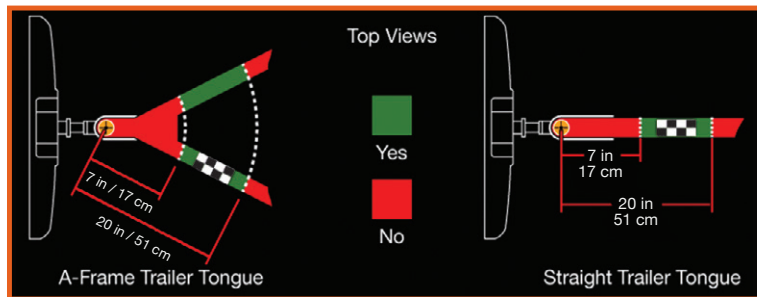 Top Views
Yes
No
7 in / 17 cm
20 in / 51 cm
A-Frame Trailer Tongue
7 in
17 cm
20 in
51 cm
Straight Trailer Tongue